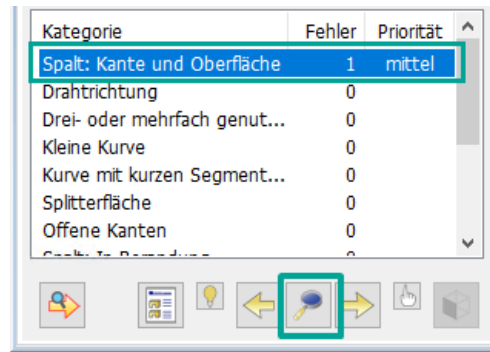 Kategorie Fehler Priorität
Spalt: Kante und Oberfläche 1 mittel
Drahtrichtung 0
Drei- oder mehrfach genut... 0
Kleine Kurve 0
Kurve mit kurzen Segment... 0
Splitterfläche 0
Offene Kanten 0